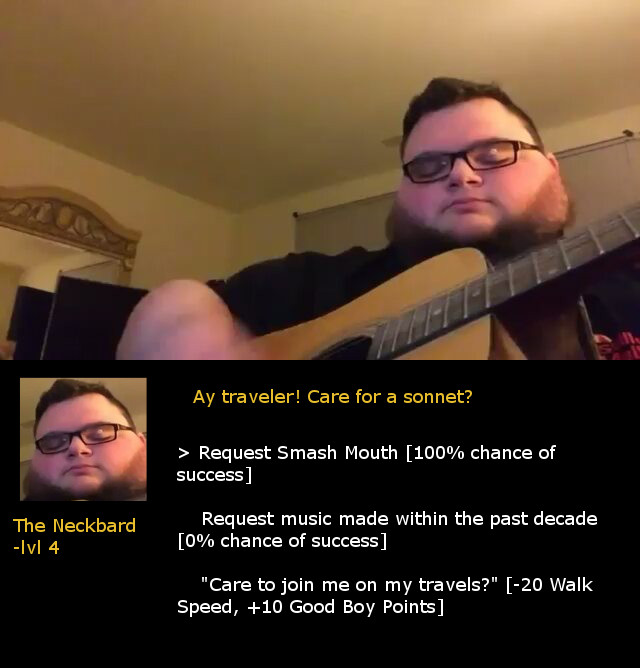 Ay traveler! Care for a sonnet?
> Request Smash Mouth [100% chance of
success]
Request music made within the past decade
[0% chance of success]
"Care to join me on my travels?" [-20 Walk
Speed, +10 Good Boy Points]
The Neckbard
-lvl 4